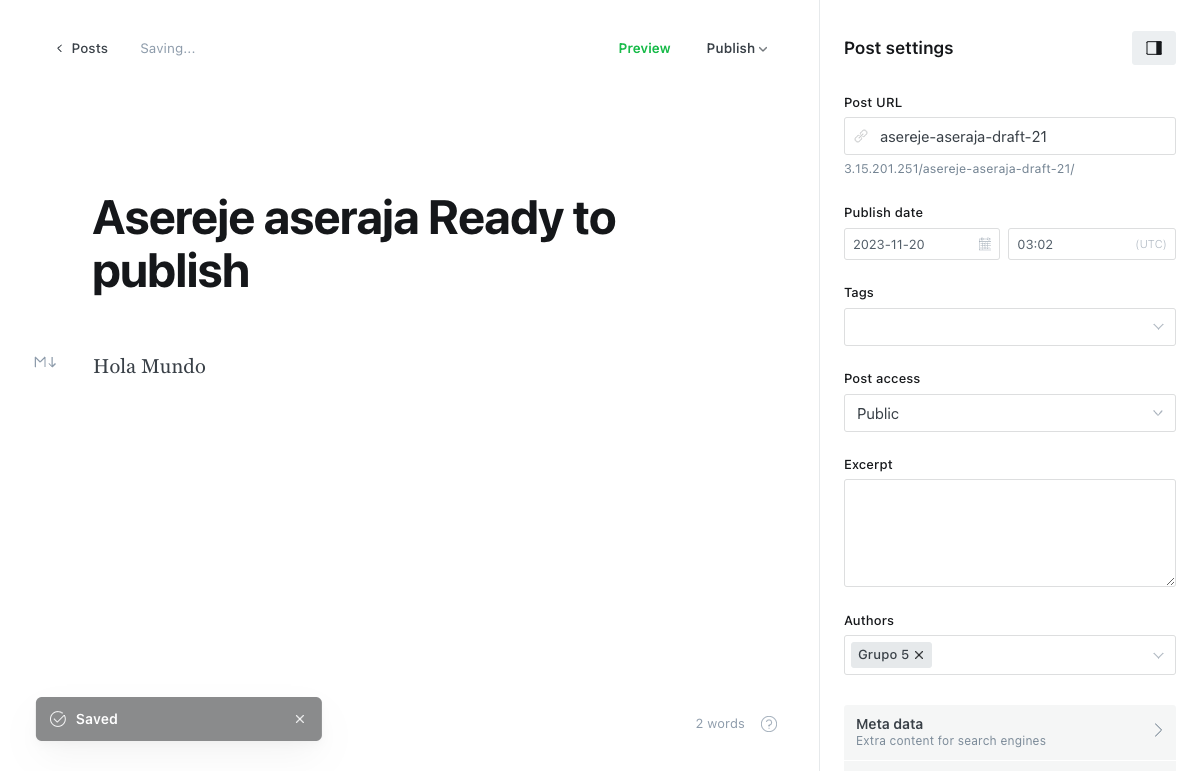 Posts
Saving...
Preview
Publish
Post settings
Post URL
asereje-aseraja-draft-21
3.15.201.251/asereje-aseraja-draft-21/
Publish date
2023-11-20
03:02
(UTC)
Asereje aseraja Ready to
publish
Tags
M↓
Hola Mundo
Post access
Public
Excerpt
Authors
Grupo 5 ×
Saved ×
2 words ?
Meta data
Extra content for search engines